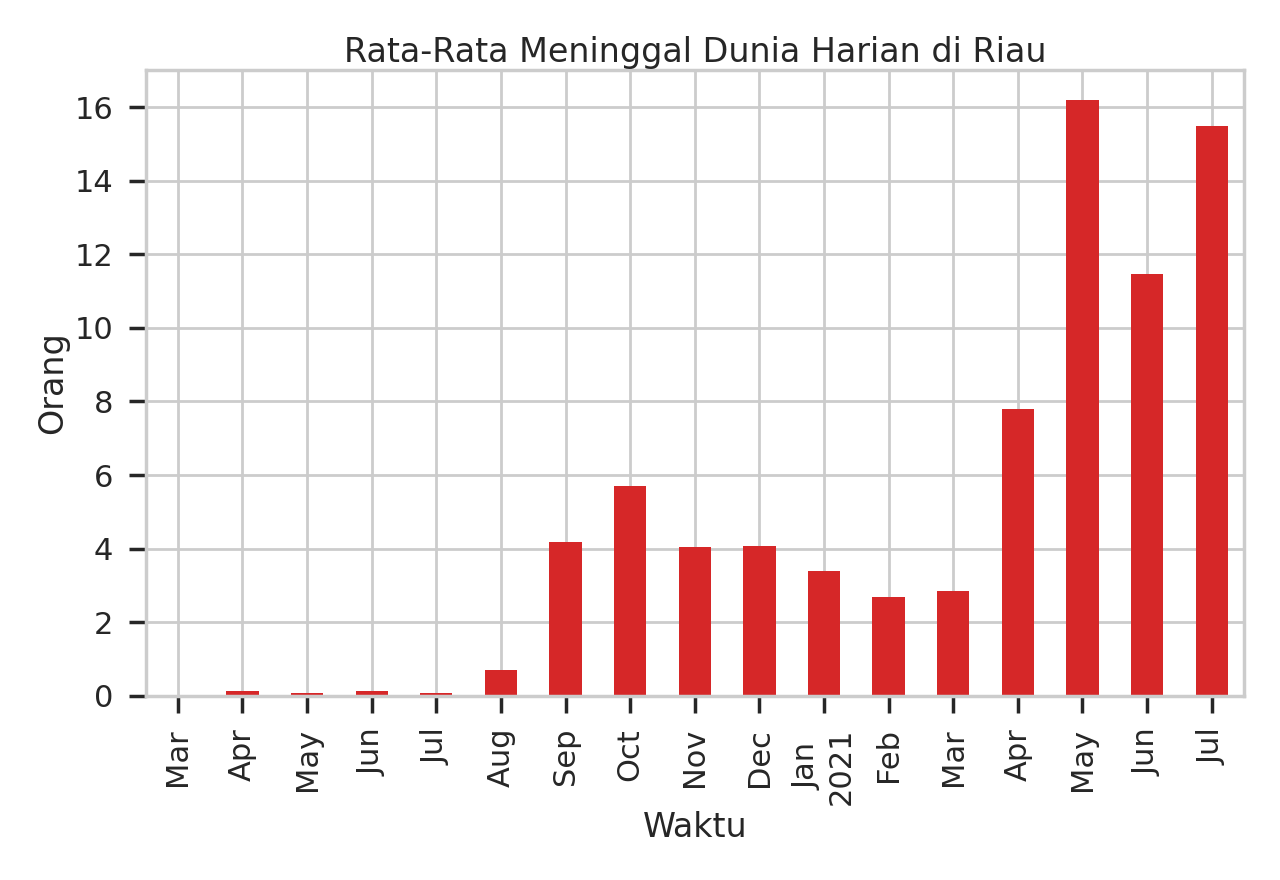 Rata-Rata Meninggal Dunia Harian di Riau
Orang
16
14
12
10
8
6
4
2
0
Mar
Apr
May
Jun
Jul
Aug
Sep
Oct
Nov
Dec
Jan
2021
Feb
Mar
Apr
May
Jun
Jul
Waktu